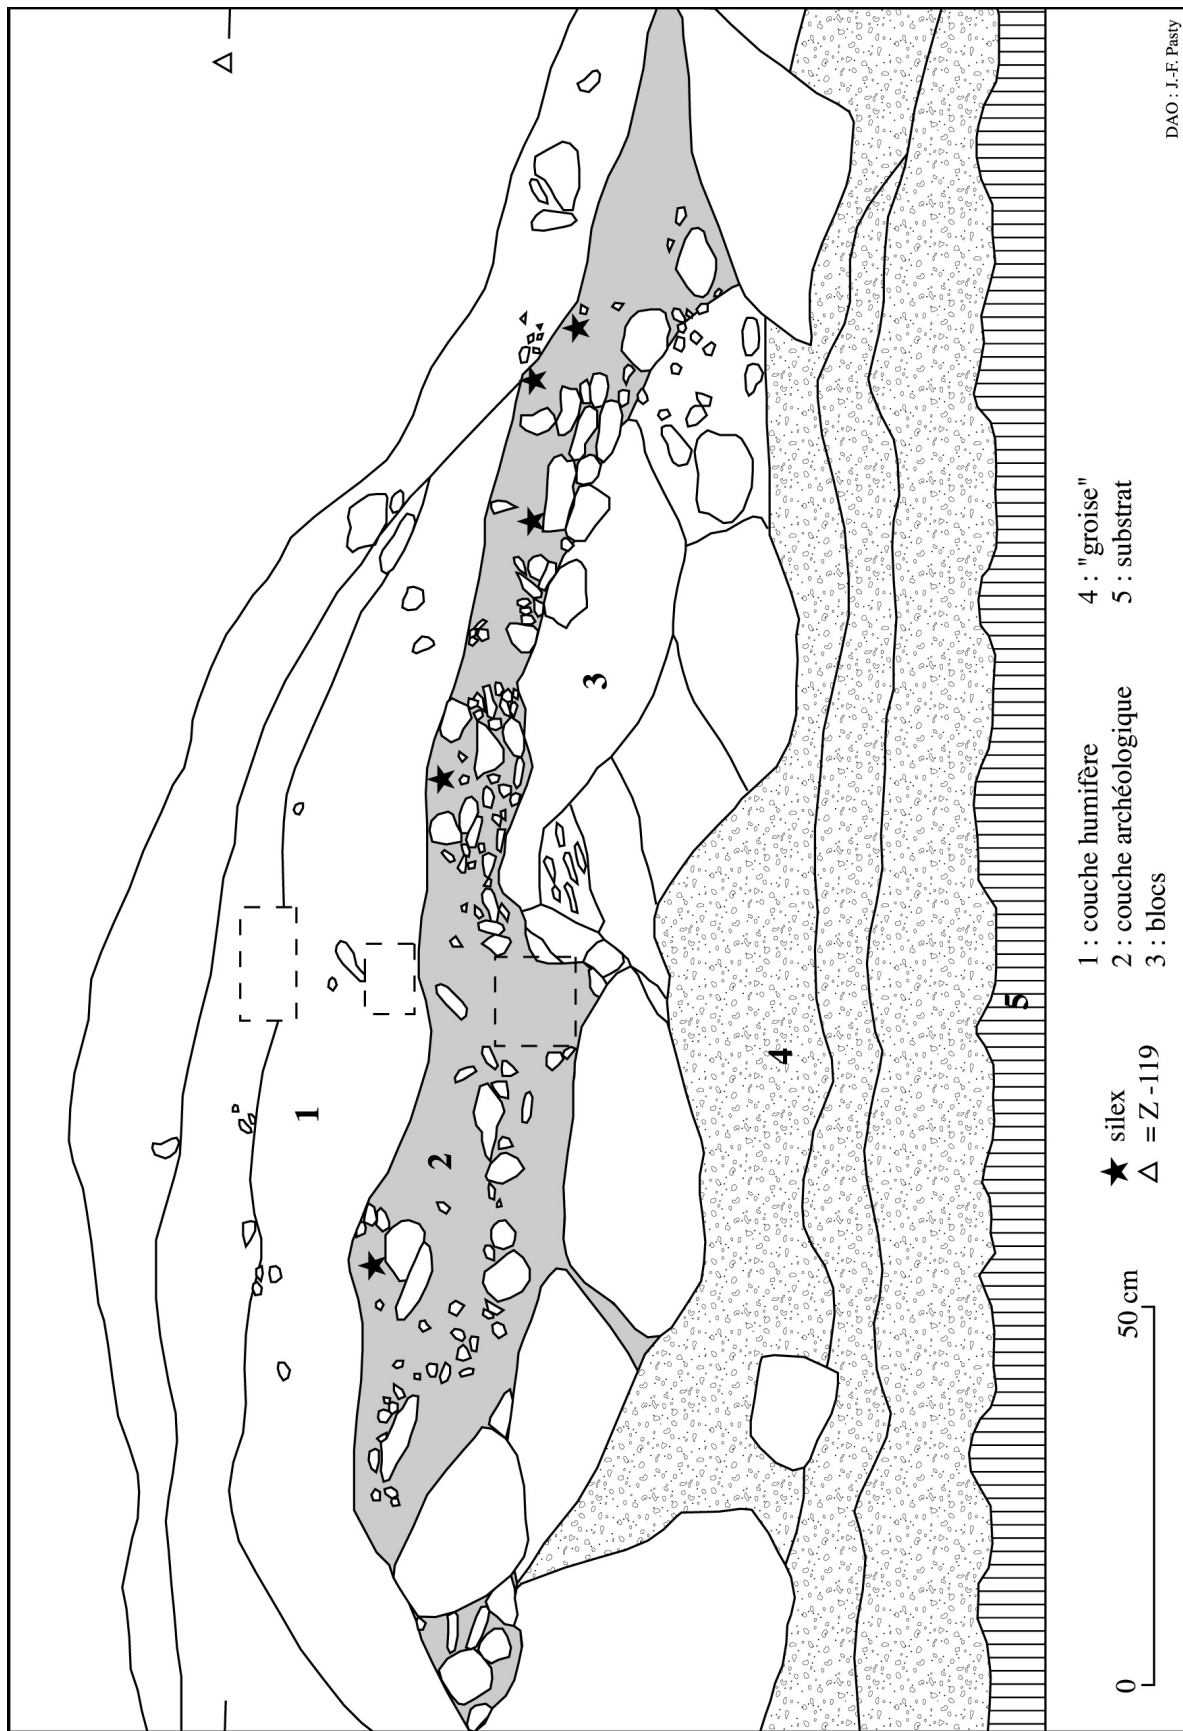 1
2
3
4
5
0
50 cm
silex
= Z -119
1 : couche humifère
2 : couche archéologique
3 : blocs
4 : "groise"
5 : substrat
DAO : J.-F. Pasty